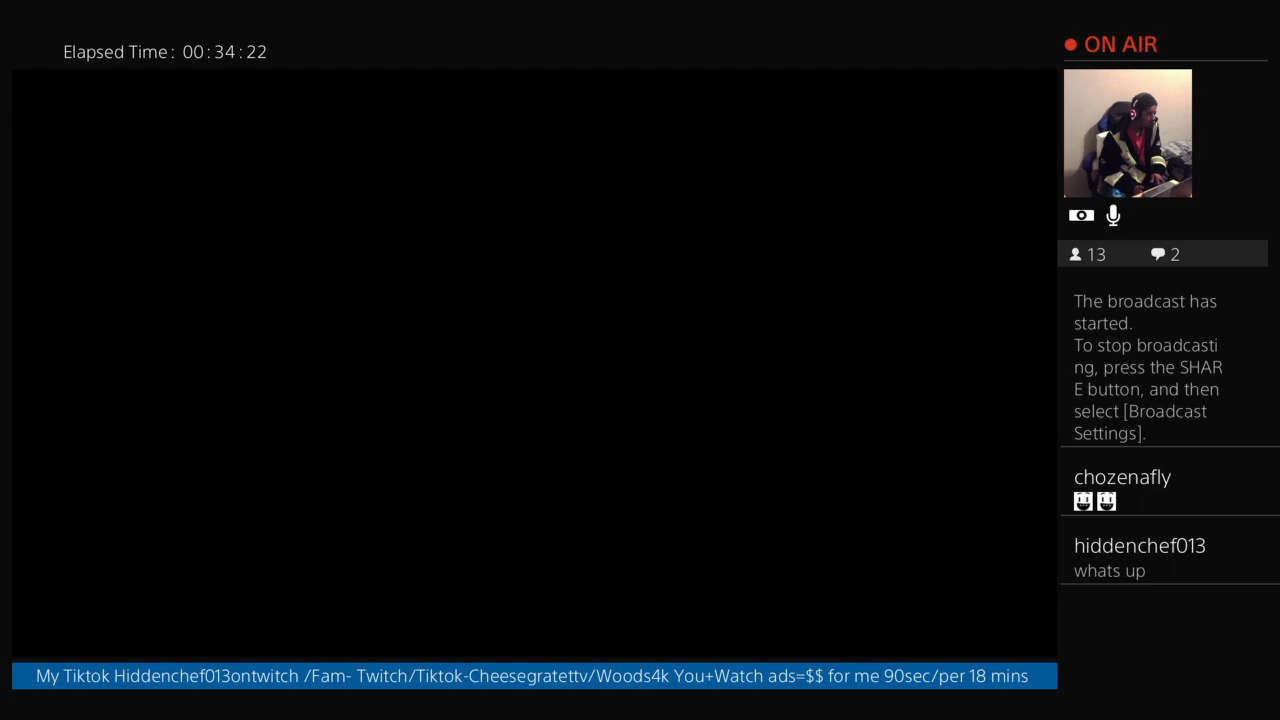 Elapsed Time: 00:34:22
ON AIR
13 2
The broadcast has
started.
To stop broadcasti
ng, press the SHAR
E button, and then
select [Broadcast
Settings].
chozenafly
hiddenchef013
whats up
My Tiktok Hiddenchef013ontwitch /Fam- Twitch/Tiktok-Cheesegratettv/Woods4k You+Watch ads=$$ for me 90sec/per 18 mins